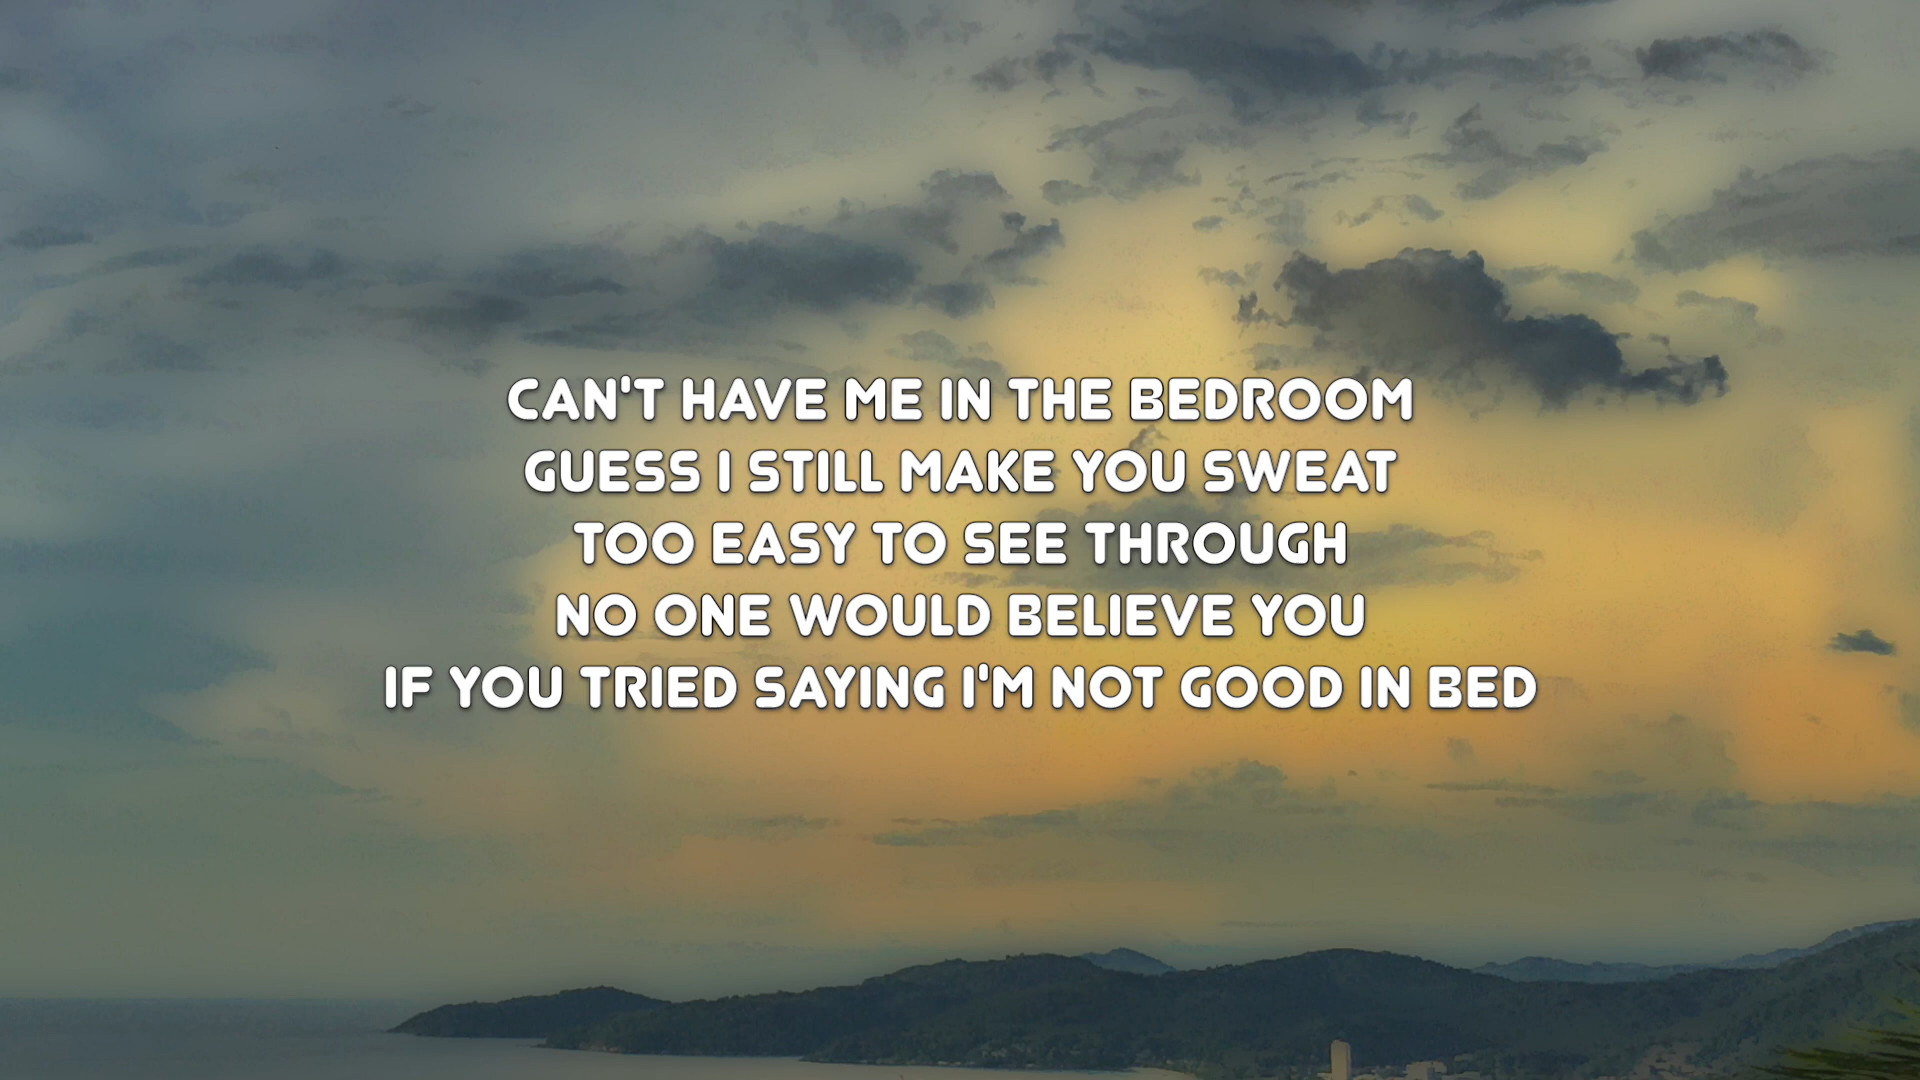 CAN'T HAVE ME IN THE BEDROOM
GUESS I STILL MAKE YOU SWEAT
TOO EASY TO SEE THROUGH
NO ONE WOULD BELIEVE YOU
IF YOU TRIED SAYING I'M NOT GOOD IN BED